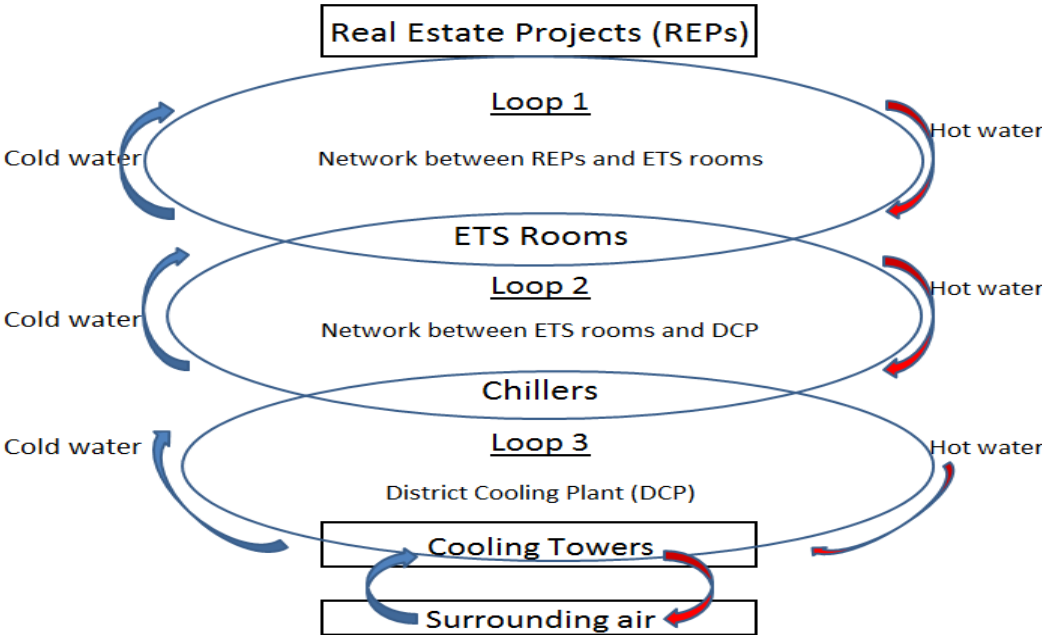 Real Estate Projects (REPs)
Loop 1
Hot water
Cold water
Network between REPs and ETS rooms
ETS Rooms
Loop 2
Hot water
Cold water
Network between ETS rooms and DCP
Chillers
Loop 3
Cold water
Hot water
District Cooling Plant (DCP)
Cooling Towers
Surrounding air